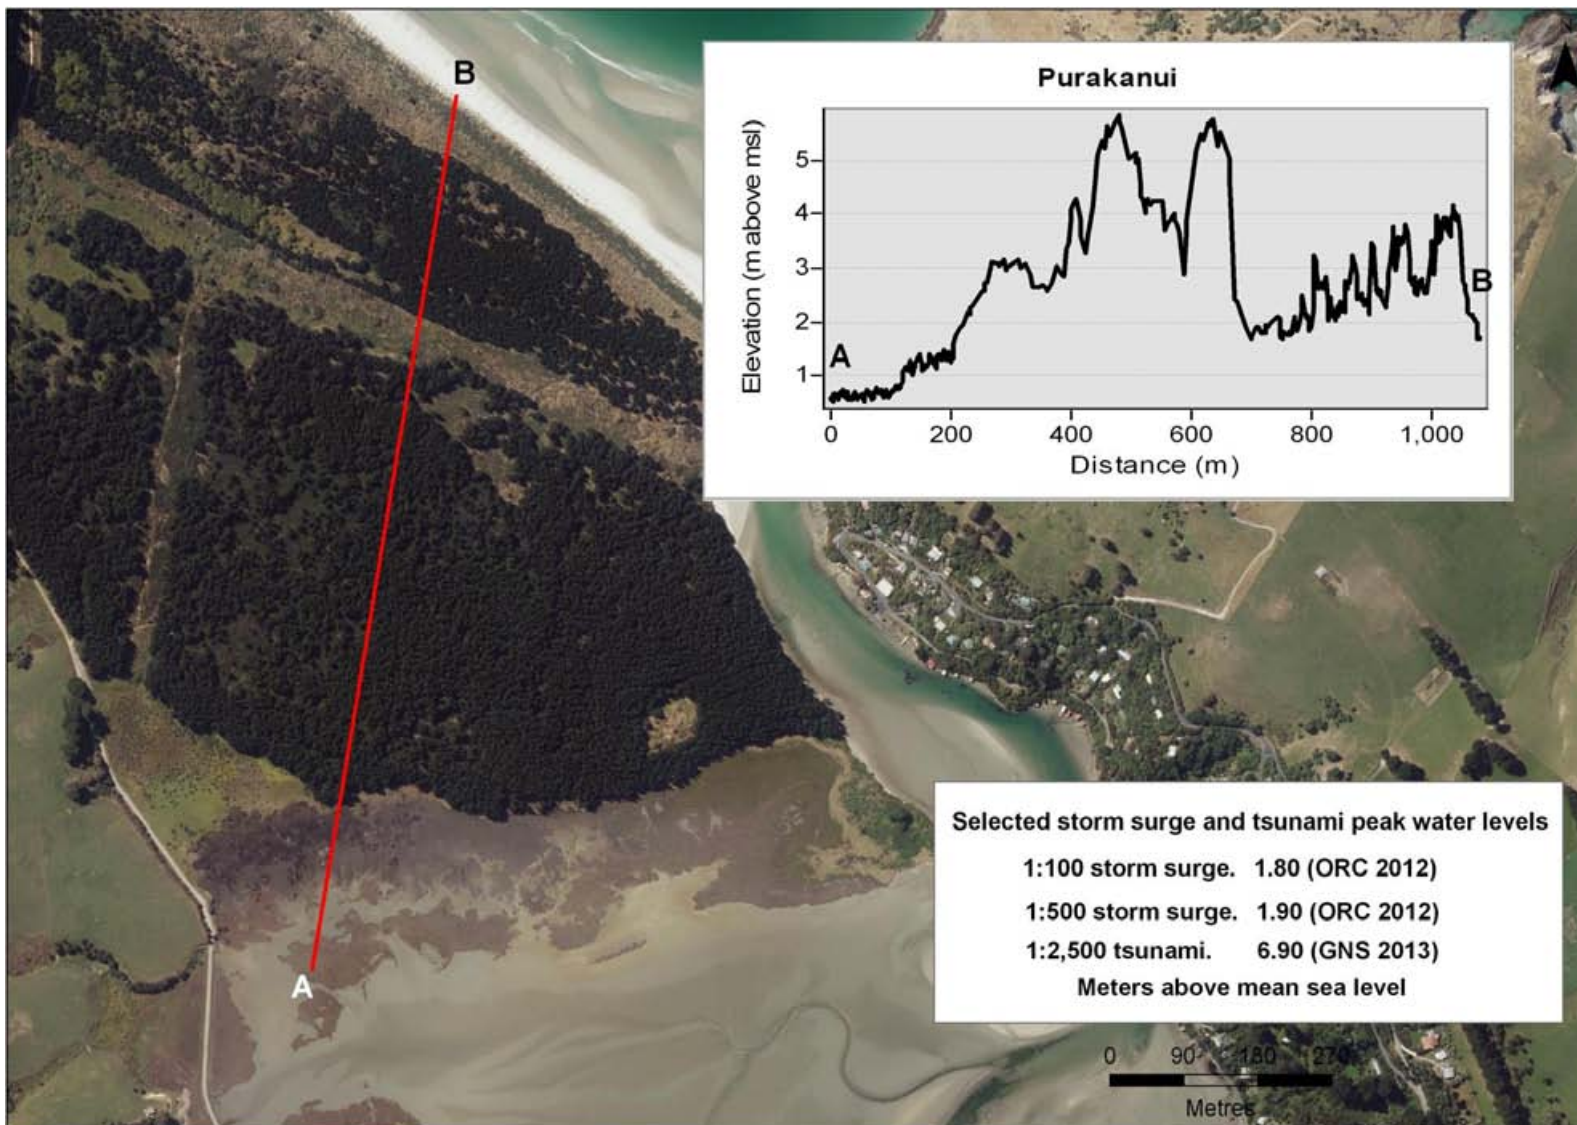 B
Purakanui
Elevation (m above msl)
5
4
3
2
1
A
B
0 200 400 600 800 1,000
Distance (m)
A
Selected storm surge and tsunami peak water levels
1:100 storm surge. 1.80 (ORC 2012)
1:500 storm surge. 1.90 (ORC 2012)
1:2,500 tsunami. 6.90 (GNS 2013)
Meters above mean sea level
0 90 180 270
Metres